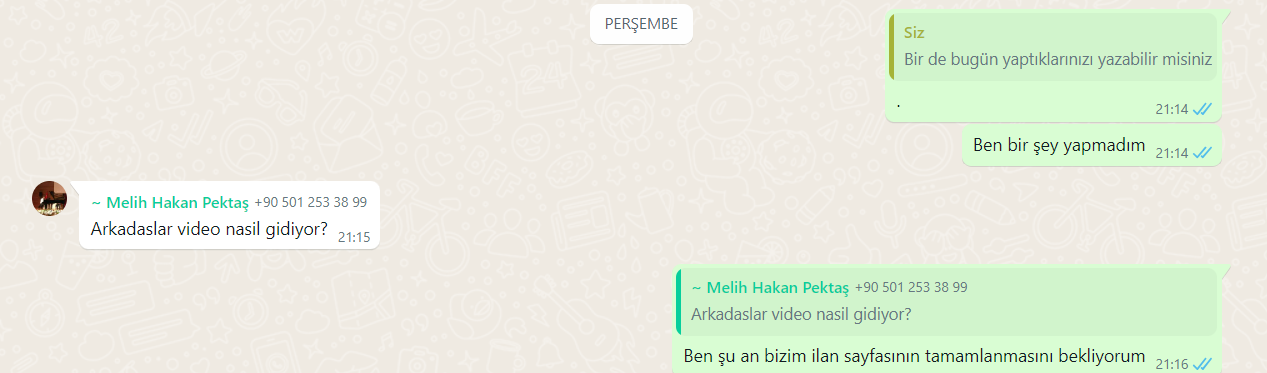 PERŞEMBE
Siz
Bir de bugün yaptıklarınızı yazabilir misiniz
.
21:14
Ben bir şey yapmadım 21:14
~ Melih Hakan Pektaş +90 501 253 38 99
Arkadaslar video nasil gidiyor? 21:15
~ Melih Hakan Pektaş +90 501 253 38 99
Arkadaslar video nasil gidiyor?
Ben şu an bizim ilan sayfasının tamamlanmasını bekliyorum 21:16